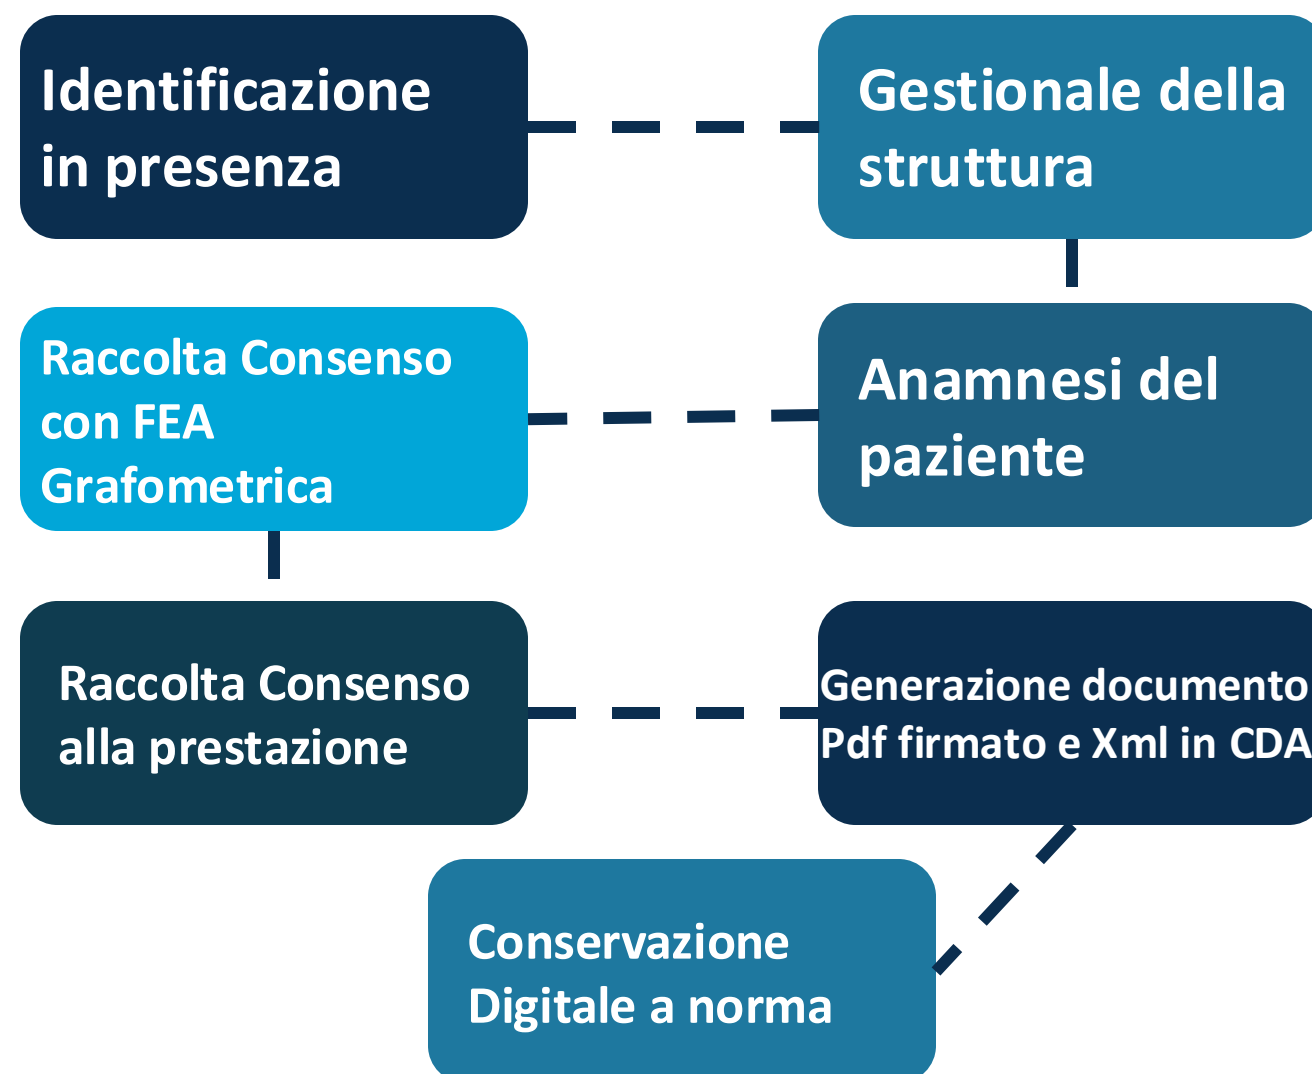 Identificazione
in presenza
Gestionale della
struttura
Raccolta Consenso
con FEA
Grafometrica
Anamnesi del
paziente
Raccolta Consenso
alla prestazione
Generazione documento
Pdf firmato e Xml in CDA
Conservazione
Digitale a norma